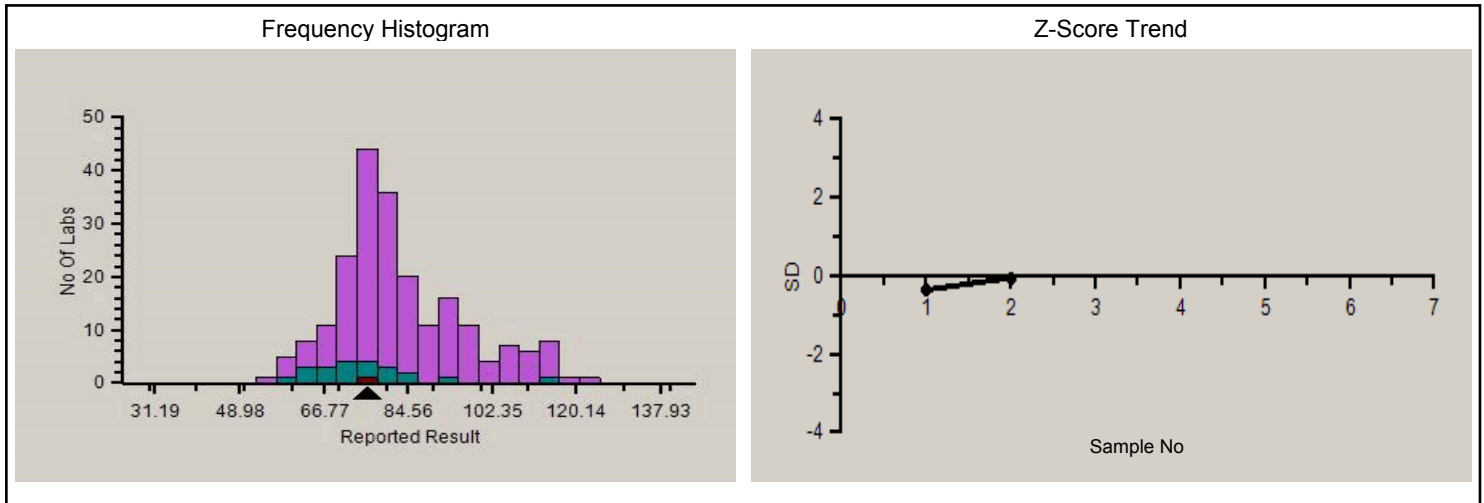 Frequency Histogram
50
40
30
20
10
0
No Of Labs
31.19 48.98 66.77 84.56 102.35 120.14 137.93
Reported Result
Z-Score Trend
4
2
0
-2
-4
SD
0 1 2 3 4 5 6 7
Sample No